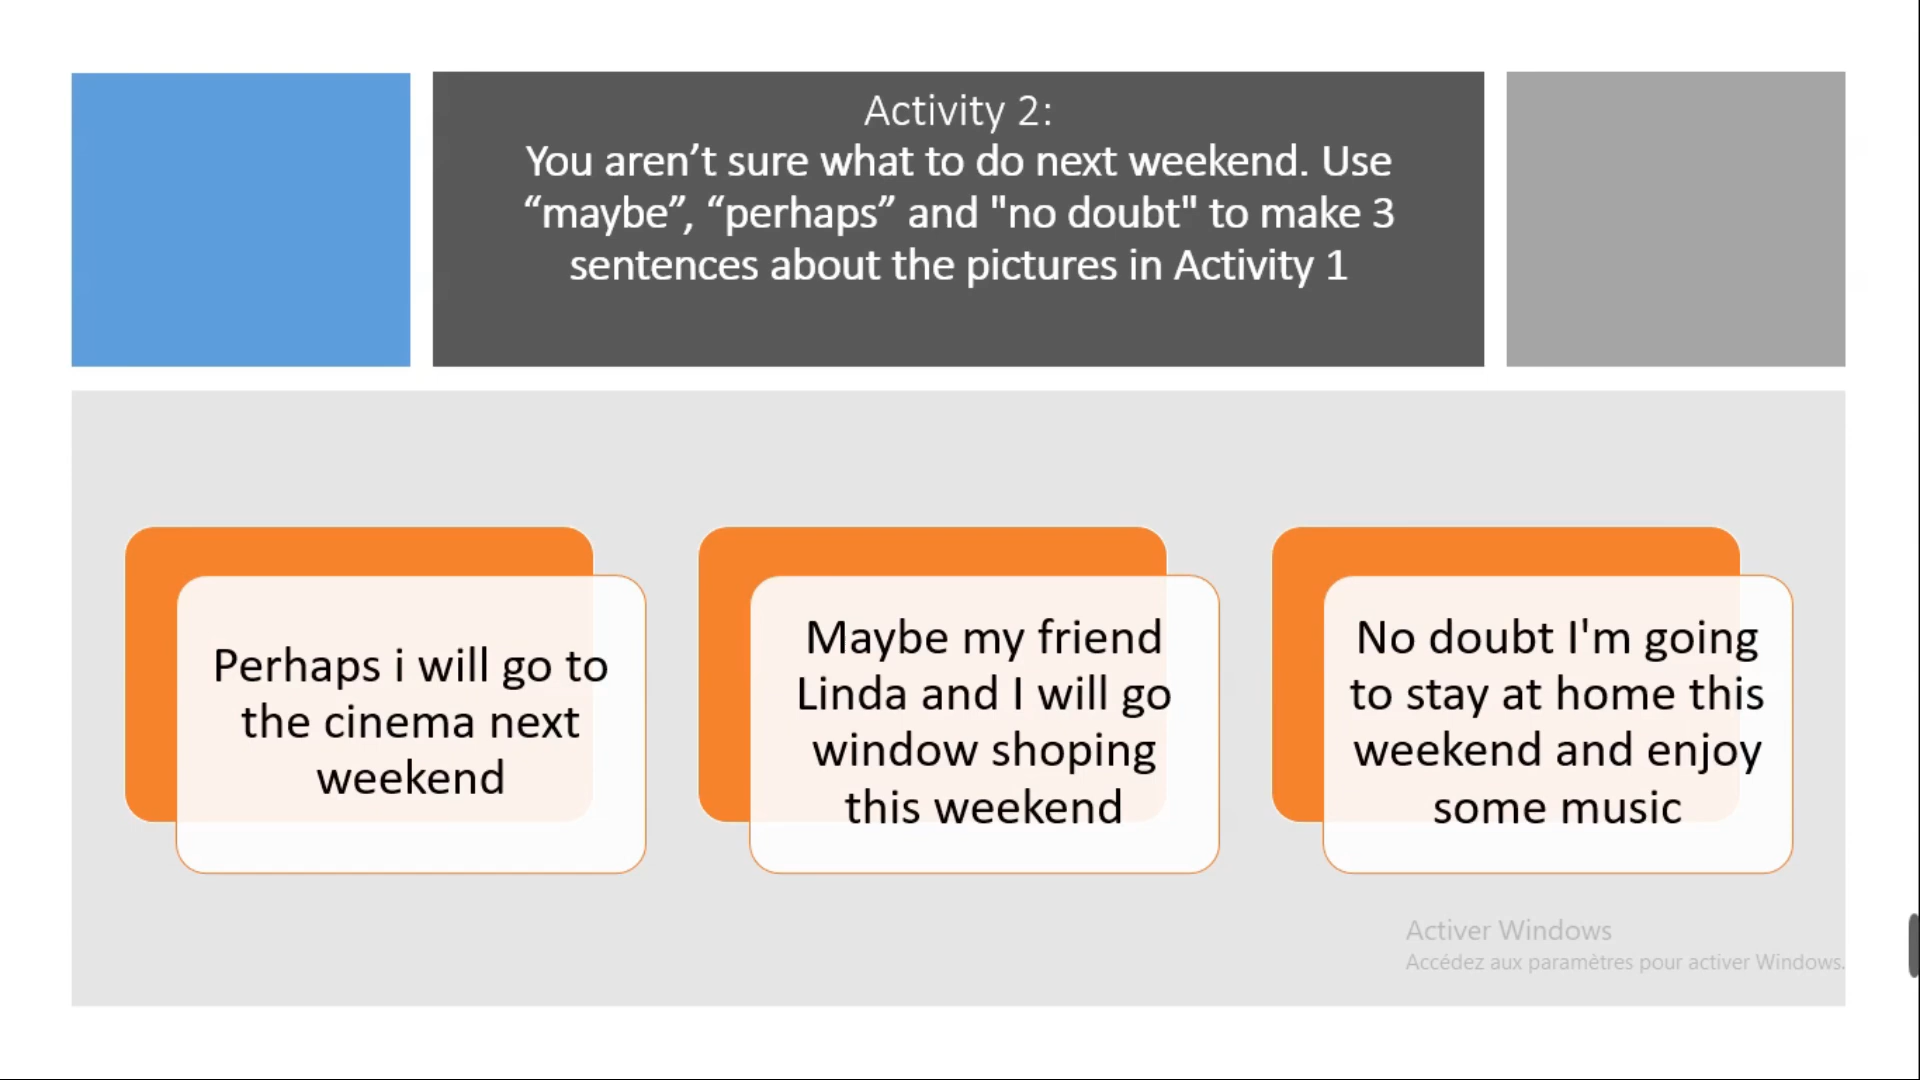 Activity 2:
You aren’t sure what to do next weekend. Use
“maybe”, “perhaps” and "no doubt" to make 3
sentences about the pictures in Activity 1
Perhaps i will go to
the cinema next
weekend
Maybe my friend
Linda and I will go
window shoping
this weekend
No doubt I'm going
to stay at home this
weekend and enjoy
some music
Activer Windows
Accédez aux paramètres pour activer Windows.